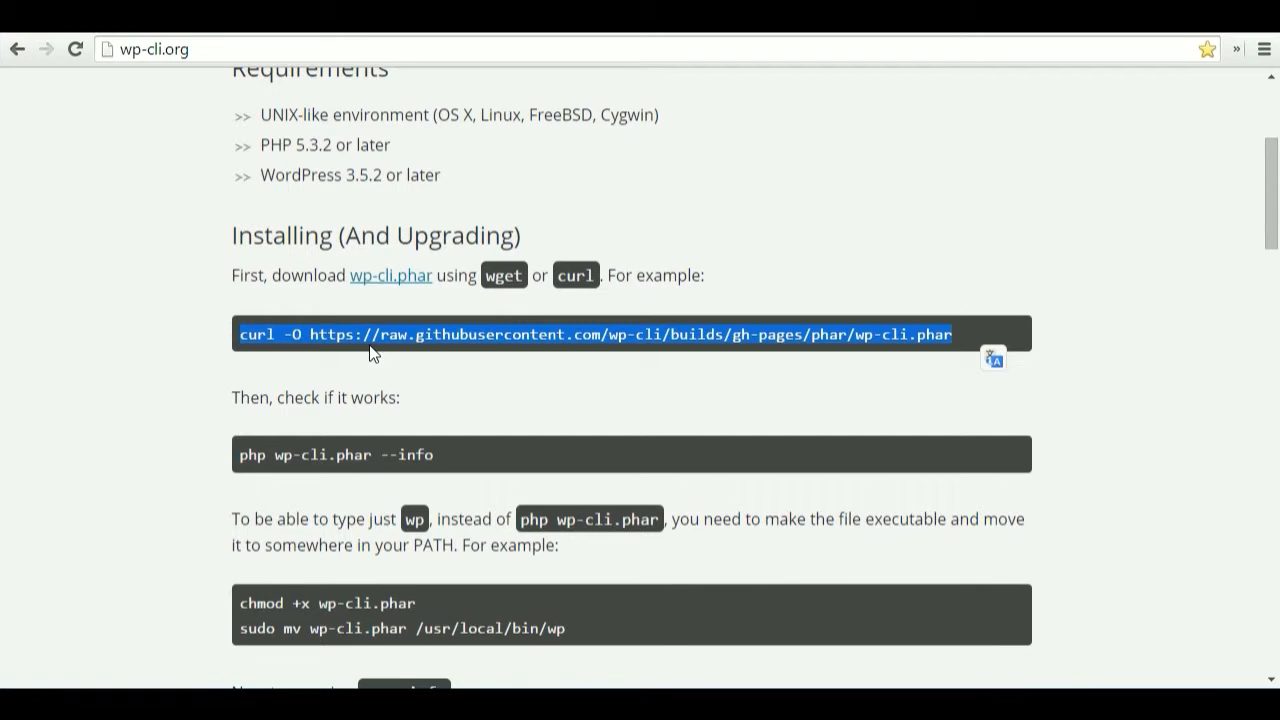 wp-cli.org
Requirements
>> UNIX-like environment (OS X, Linux, FreeBSD, Cygwin)
>> PHP 5.3.2 or later
>> WordPress 3.5.2 or later
Installing (And Upgrading)
First, download wp-cli.phar using wget or curl. For example:
curl -O https://raw.githubusercontent.com/wp-cli/builds/gh-pages/phar/wp-cli.phar
Then, check if it works:
php wp-cli.phar --info
To be able to type just wp, instead of php wp-cli.phar, you need to make the file executable and move
it to somewhere in your PATH. For example:
chmod +x wp-cli.phar
sudo mv wp-cli.phar /usr/local/bin/wp